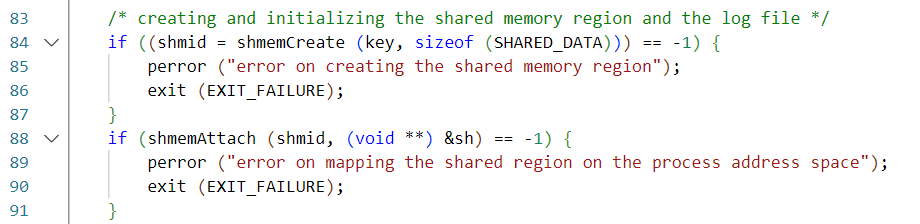 83 /* creating and initializing the shared memory region and the log file */
84 if ((shmid = shmemCreate (key, sizeof (SHARED_DATA))) == -1) {
85 perror ("error on creating the shared memory region");
86 exit (EXIT_FAILURE);
87 }
88 if (shmemAttach (shmid, (void **) &sh) == -1) {
89 perror ("error on mapping the shared region on the process address space");
90 exit (EXIT_FAILURE);
91 }